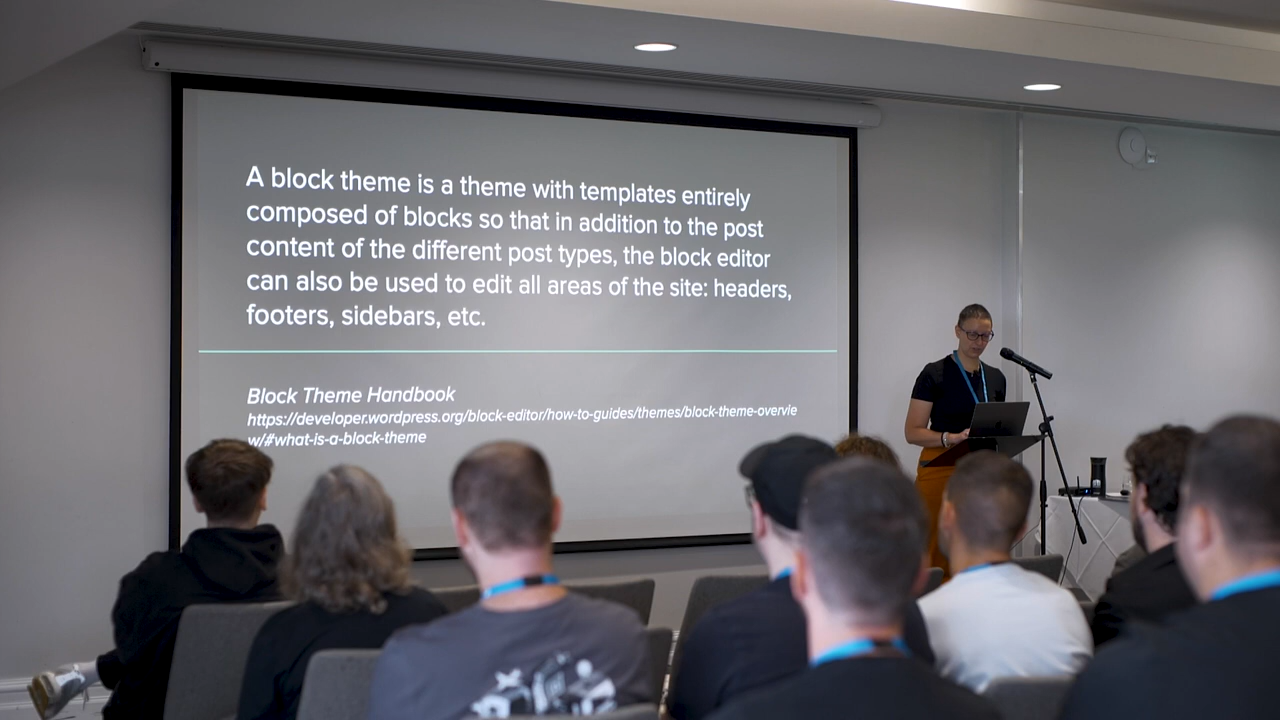 A block theme is a theme with templates entirely
composed of blocks so that in addition to the post
content of the different post types, the block editor
can also be used to edit all areas of the site: headers,
footers, sidebars, etc.
Block Theme Handbook
https://developer.wordpress.org/block-editor/how-to-guides/themes/block-theme-overvie
w/#what-is-a-block-theme